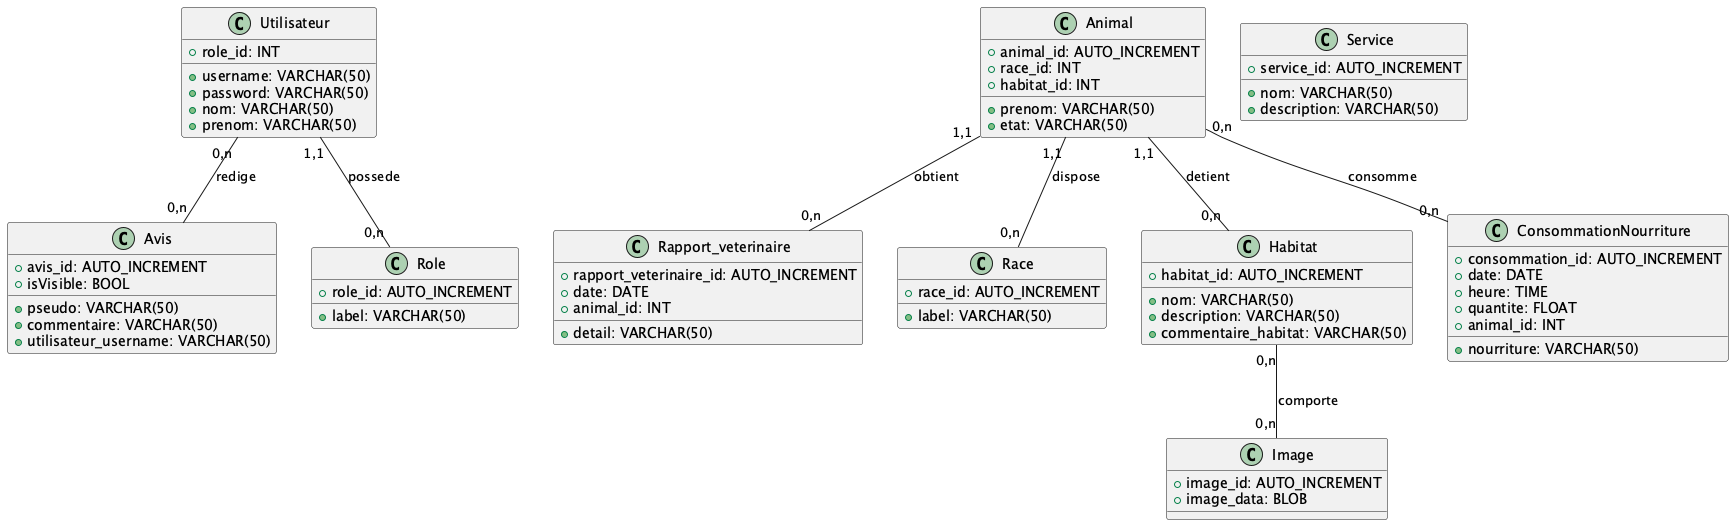 C Utilisateur
role_id: INT
username: VARCHAR(50)
password: VARCHAR(50)
nom: VARCHAR(50)
prenom: VARCHAR(50)
C Animal
animal_id: AUTO_INCREMENT
race_id: INT
habitat_id: INT
prenom: VARCHAR(50)
etat: VARCHAR(50)
C Service
service_id: AUTO_INCREMENT
nom: VARCHAR(50)
description: VARCHAR(50)
0,n
redige
0,n
1,1
possede
0,n
1,1
obtient
0,n
1,1
dispose
0,n
1,1
detient
0,n
0,n
consomme
0,n
C Avis
avis_id: AUTO_INCREMENT
isVisible: BOOL
pseudo: VARCHAR(50)
commentaire: VARCHAR(50)
utilisateur_username: VARCHAR(50)
C Role
role_id: AUTO_INCREMENT
label: VARCHAR(50)
C Rapport_veterinaire
rapport_veterinaire_id: AUTO_INCREMENT
date: DATE
animal_id: INT
detail: VARCHAR(50)
C Race
race_id: AUTO_INCREMENT
label: VARCHAR(50)
C Habitat
habitat_id: AUTO_INCREMENT
nom: VARCHAR(50)
description: VARCHAR(50)
commentaire_habitat: VARCHAR(50)
C ConsommationNourriture
consommation_id: AUTO_INCREMENT
date: DATE
heure: TIME
quantite: FLOAT
animal_id: INT
nourriture: VARCHAR(50)
0,n
comporte
0,n
C Image
image_id: AUTO_INCREMENT
image_data: BLOB